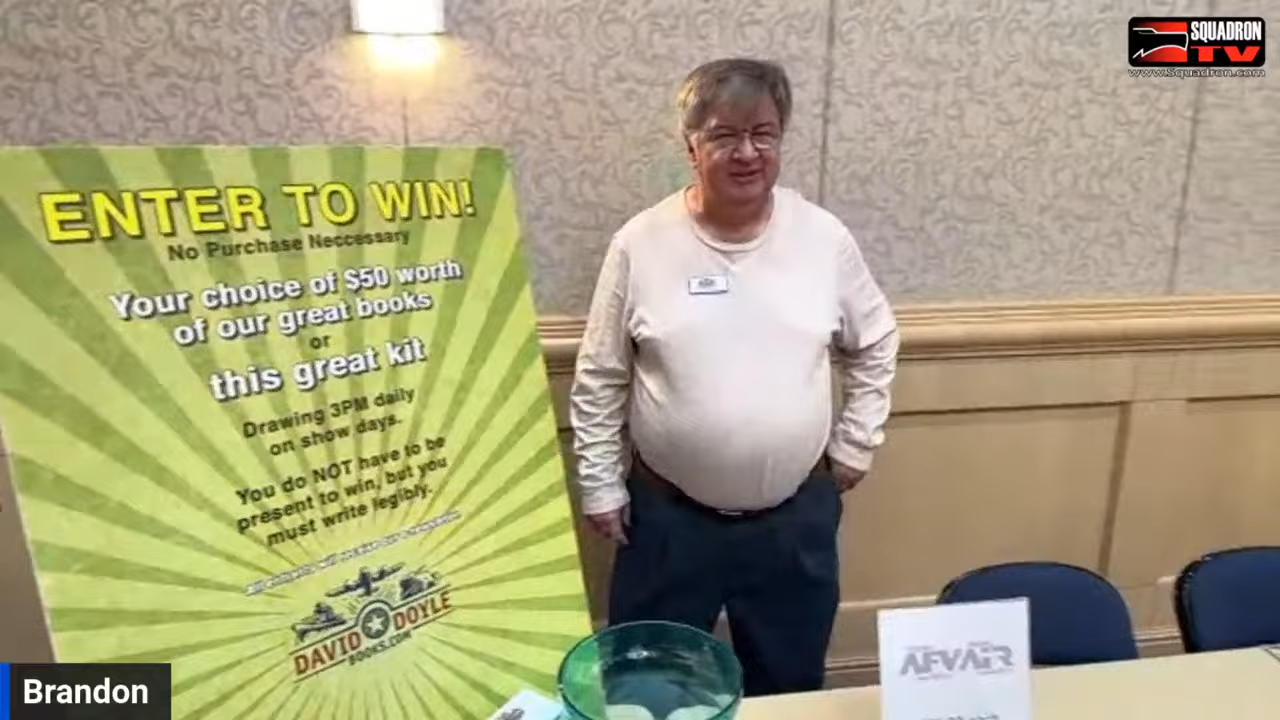 SQUADRON
TV
www.Squadron.com
ENTER TO WIN!
No Purchase Neccessary
Your choice of $50 worth
of our great books
or
this great kit
Drawing 3PM daily
on show days.
You do NOT have to be
present to win, but you
must write legibly.
DAVID DOYLE
BOOKS.COM
AFVAIR
Brandon